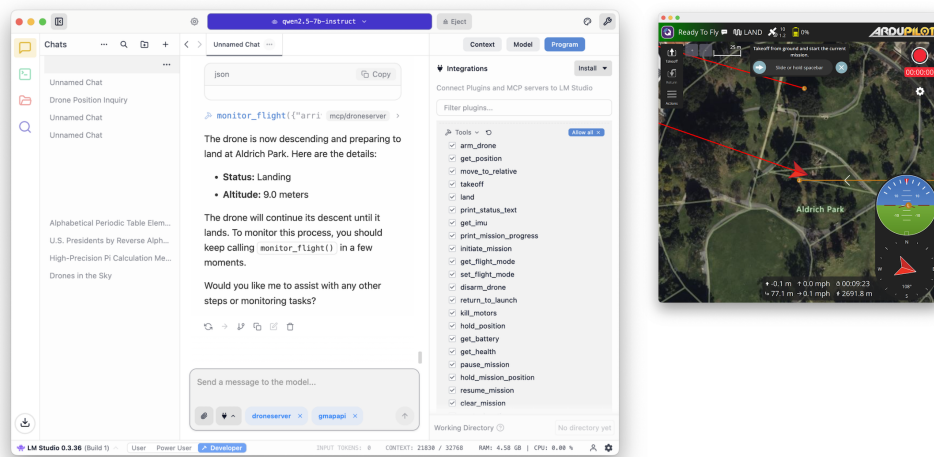 qwen2.5-7b-instruct
Eject
Chats
Unnamed Chat
Context
Model
Program
Unnamed Chat
Drone Position Inquiry
Unnamed Chat
Unnamed Chat
Alphabetical Periodic Table Elem...
U.S. Presidents by Reverse Alph...
High-Precision Pi Calculation Me...
Drones in the Sky
json
Copy
monitor_flight({"arri mcp/droneserver
The drone is now descending and preparing to
land at Aldrich Park. Here are the details:
• Status: Landing
• Altitude: 9.0 meters
The drone will continue its descent until it
lands. To monitor this process, you should
keep calling monitor_flight() in a few
moments.
Would you like me to assist with any other
steps or monitoring tasks?
Send a message to the model...
droneserver
gmapapi
Integrations
Install
Connect Plugins and MCP servers to LM Studio
Filter plugins...
Tools
Allow all
arm_drone
get_position
move_to_relative
takeoff
land
print_status_text
get_imu
print_mission_progress
initiate_mission
get_flight_mode
set_flight_mode
disarm_drone
return_to_launch
kill_motors
hold_position
get_battery
get_health
pause_mission
hold_mission_position
resume_mission
clear_mission
Working Directory
No directory yet
LM Studio 0.3.36 (Build 1)
User
Power User
Developer
INPUT TOKENS: 0
CONTEXT: 21830 / 32768
RAM: 4.58 GB | CPU: 0.00 %
Ready To Fly
LAND
0%
ARDUPILOT
25 m
Takeoff from ground and start the current
mission.
Slide or hold spacebar
Takeoff
Return
Actions
00:00:00
Aldrich Park
N
W
108°
S
-0.1 m 0.0 mph 00:09:23
77.1 m 0.1 mph 2691.8 m